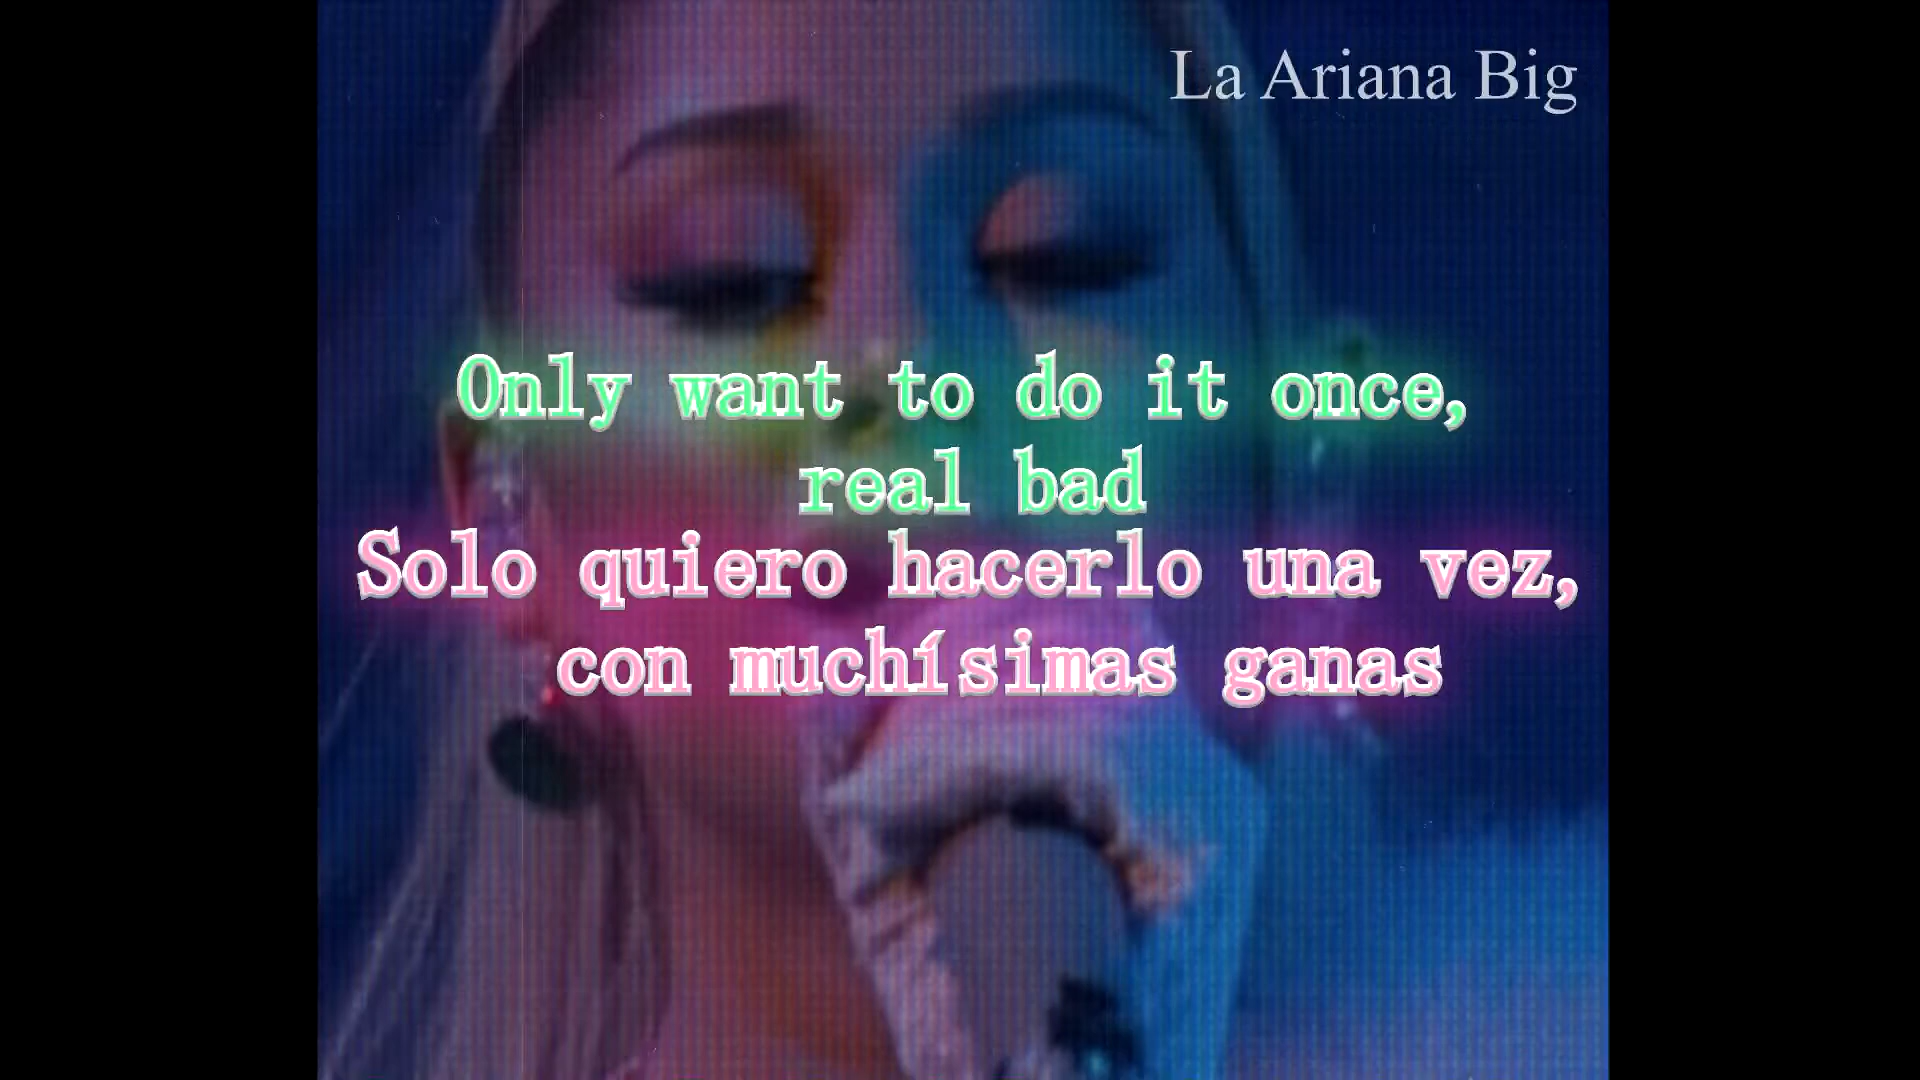 La Ariana Big
Only want to do it once,
real bad
Solo quiero hacerlo una vez,
con muchísimas ganas